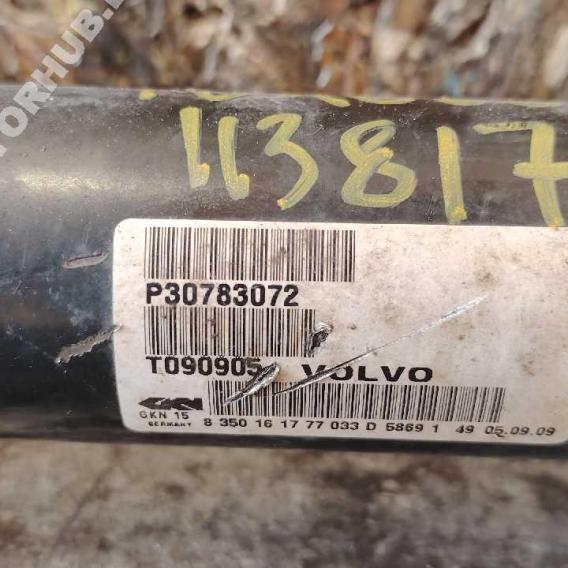 113817
P30783072
T090905 VOLVO
GKN
GKN 15
GERMANY
8 350 16 17 77 033 D 5869 1 49 05.09.09